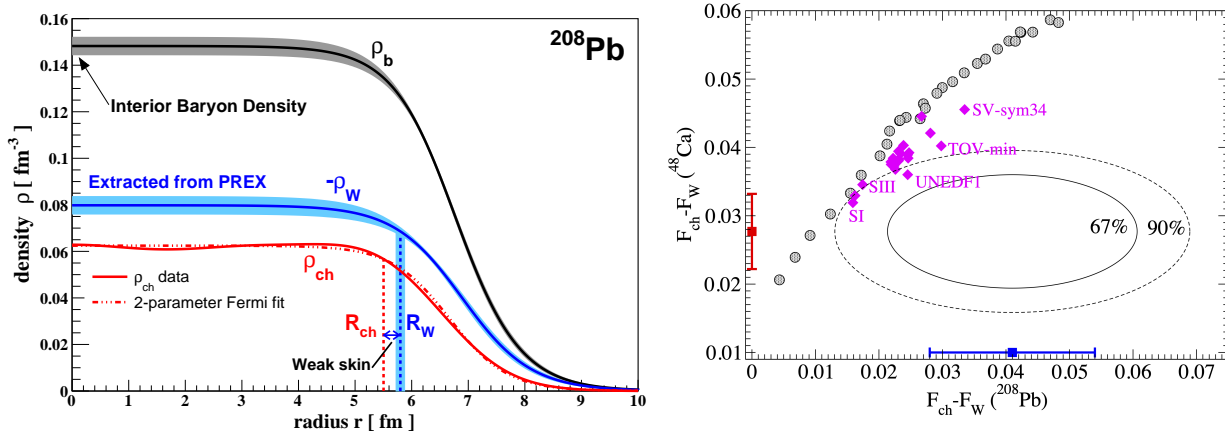 0.16
0.14
0.12
0.1
0.08
0.06
0.04
0.02
0
density ρ [ fm⁻³ ]
²⁰⁸Pb
ρb
Interior Baryon Density
Extracted from PREX
-ρW
ρch
ρch data
2-parameter Fermi fit
Rch
RW
Weak skin
0 1 2 3 4 5 6 7 8 9 10
radius r [ fm ]
0.06
0.05
0.04
0.03
0.02
0.01
Fch-FW (⁴⁸Ca)
SV-sym34
TOV-min
UNEDF1
SIII
SI
67% 90%
0 0.01 0.02 0.03 0.04 0.05 0.06 0.07
Fch-FW (²⁰⁸Pb)